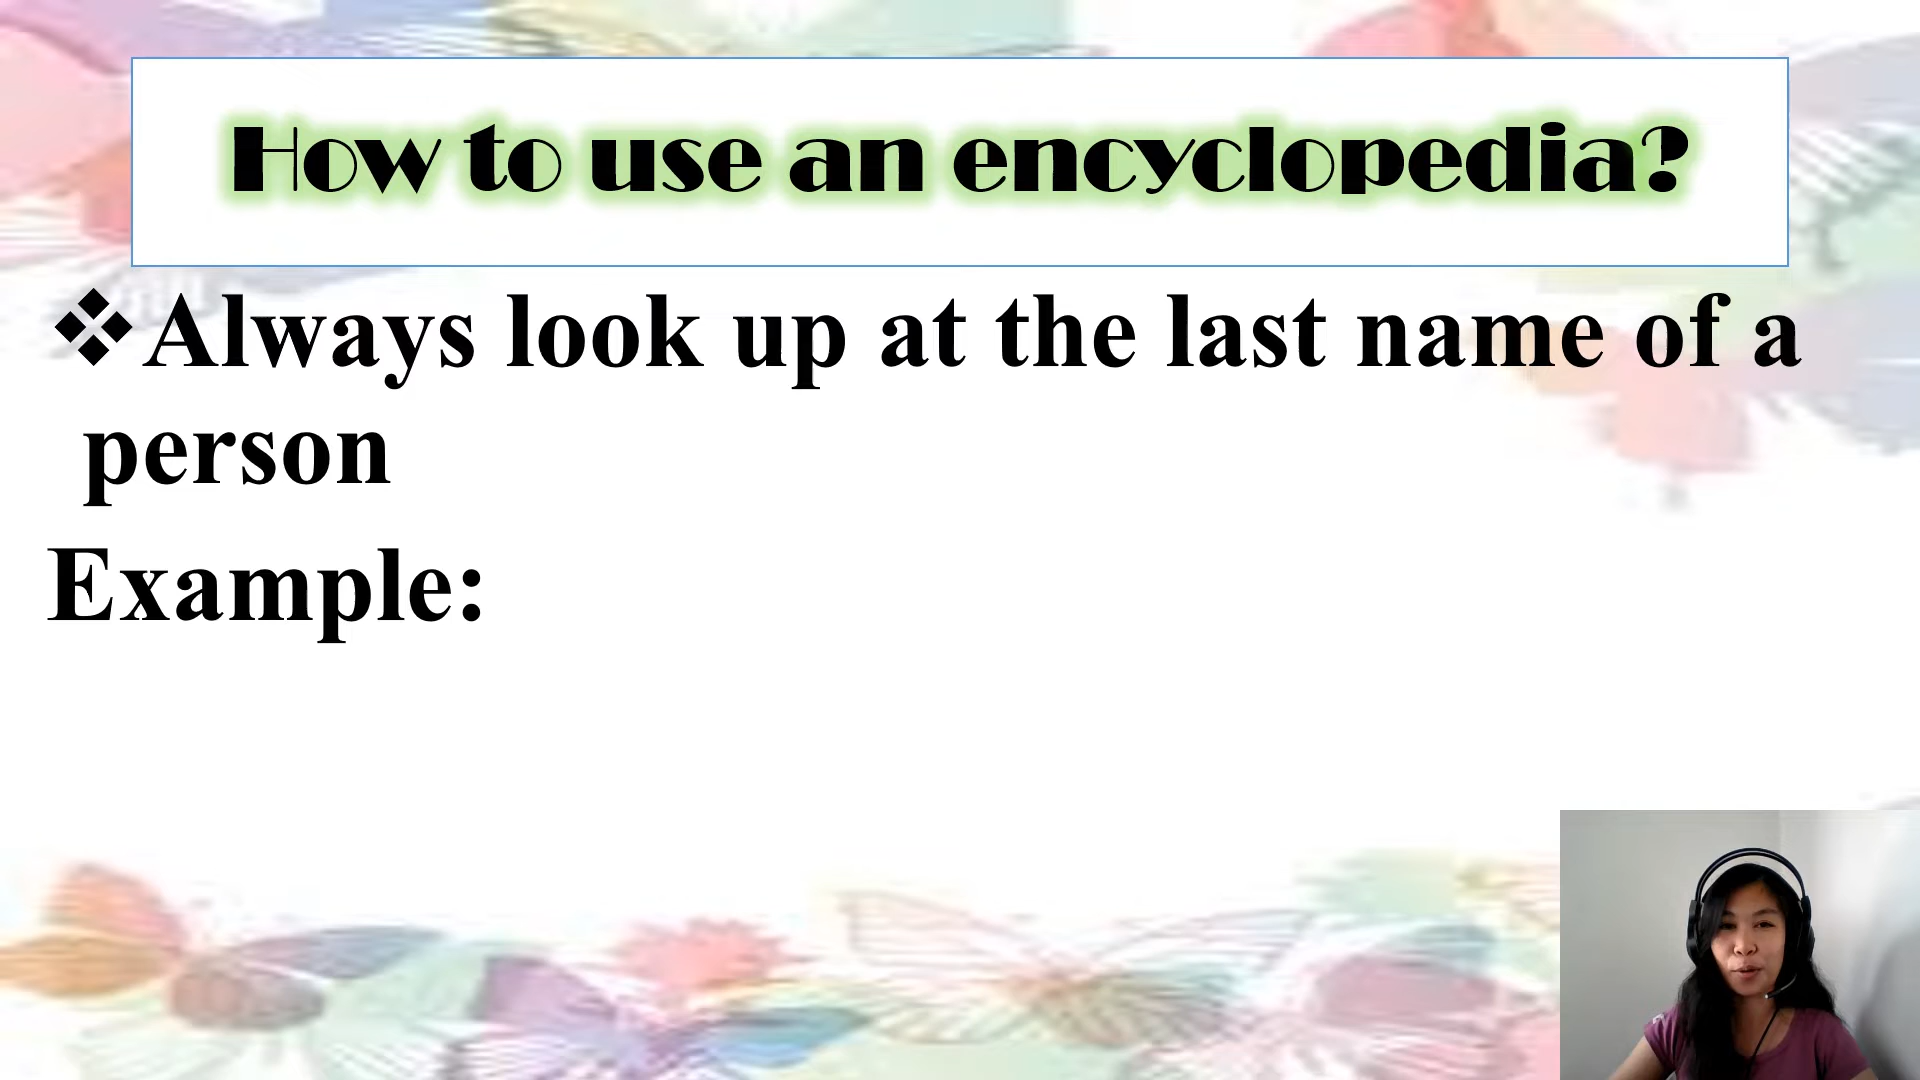 How to use an encyclopedia?
❖Always look up at the last name of a
person
Example: